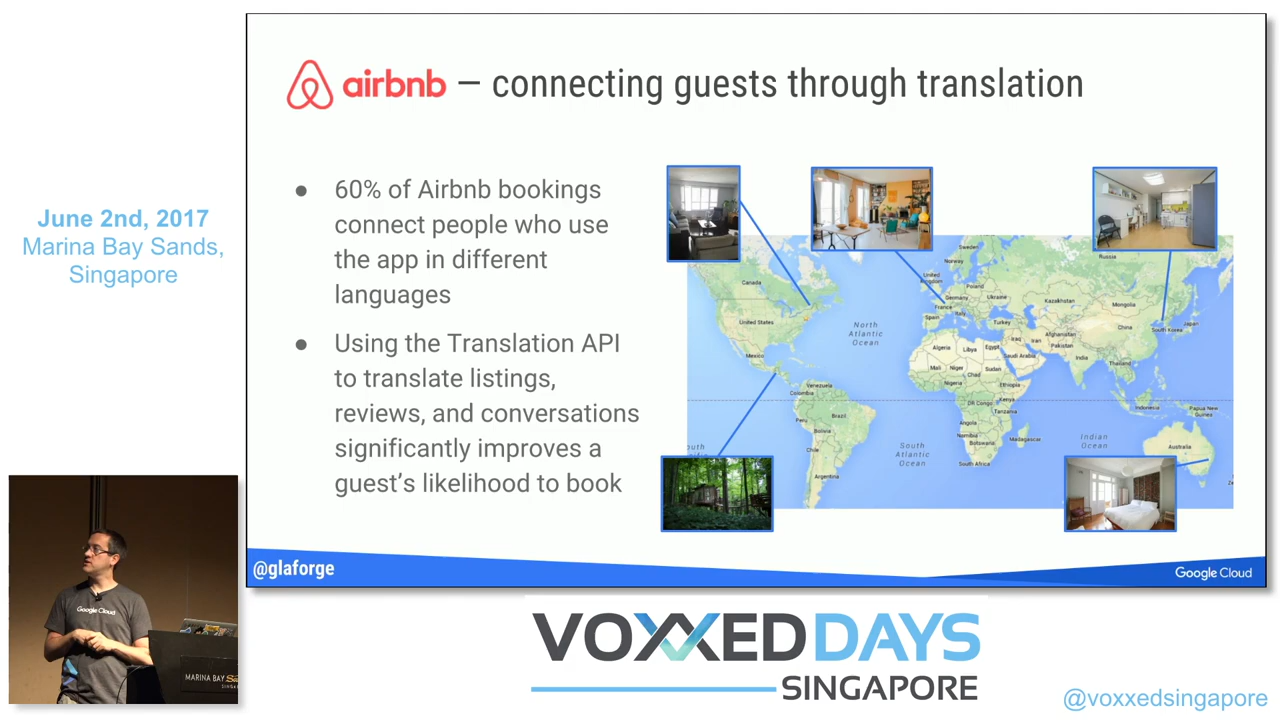 airbnb — connecting guests through translation
June 2nd, 2017
Marina Bay Sands,
Singapore
● 60% of Airbnb bookings
connect people who use
the app in different
languages
● Using the Translation API
to translate listings,
reviews, and conversations
significantly improves a
guest's likelihood to book
Sweden
Norway
Russia
Canada
United
Kingdom
Poland
Germany
Ukraine
Kazakhstan
Mongolia
France
Italy
Spain
Turkey
United States
North
Atlantic
Ocean
China
Japan
South Korea
Afghanistan
Iraq
Iran
Pakistan
Algeria
Libya
Egypt
Saudi Arabia
India
Mexico
Mali
Niger
Chad
Sudan
Thailand
Nigeria
Ethiopia
Venezuela
Colombia
DR Congo
Kenya
Tanzania
Indonesia
Papua New
Guinea
Peru
Brazil
Bolivia
Angola
Namibia
Botswana
Madagascar
Chile
South
Atlantic
Ocean
Indian
Ocean
Australia
South Africa
Argentina
@glaforge
Google Cloud
Google Cloud
MARINA BAY Sands
VOXXED DAYS
SINGAPORE
@voxxedsingapore